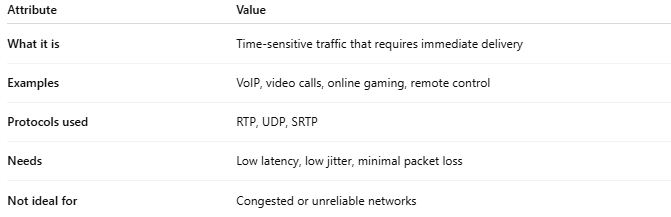 Attribute Value
What it is Time-sensitive traffic that requires immediate delivery
Examples VoIP, video calls, online gaming, remote control
Protocols used RTP, UDP, SRTP
Needs Low latency, low jitter, minimal packet loss
Not ideal for Congested or unreliable networks